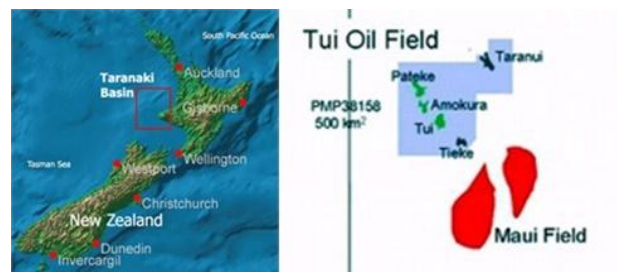 South Pacific Ocean
Taranaki
Basin
Auckland
Gisborne
Tasman Sea
Wellington
Westport
Christchurch
New Zealand
Dunedin
Invercargil
Tui Oil Field
Taranui
Pateke
PMP38158
500 km²
Amokura
Tui
Tieke
Maui Field